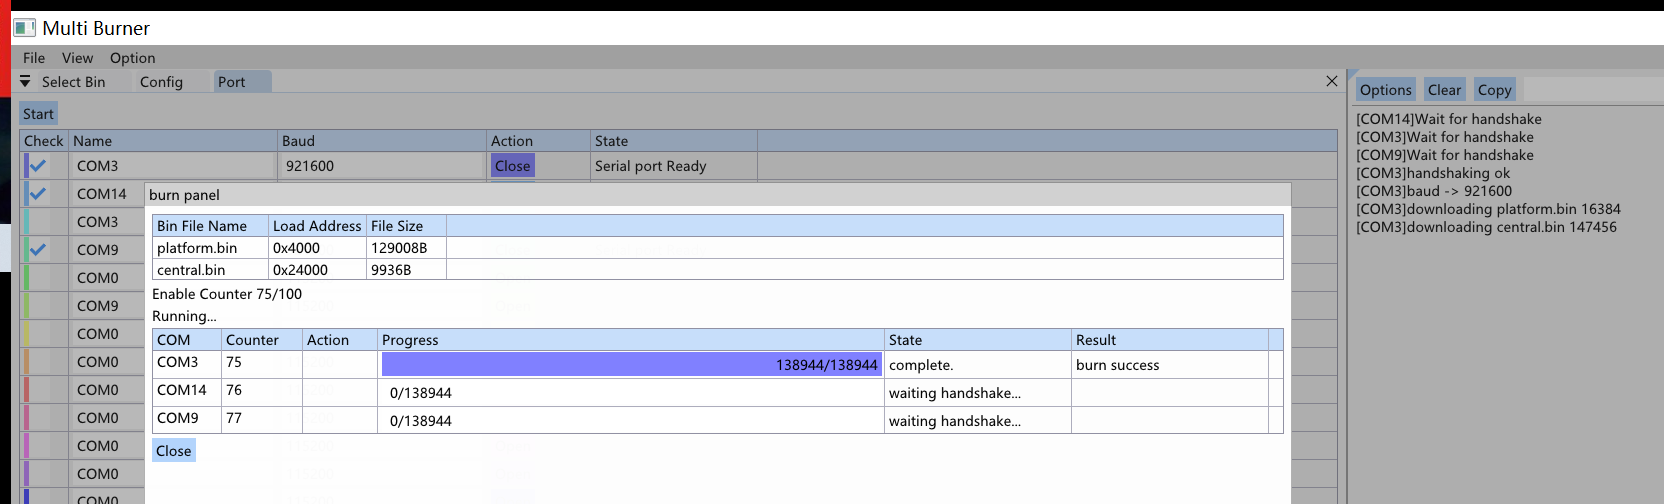 Multi Burner
File View Option
Select Bin Config Port
Start
Check Name Baud Action State
COM3 921600 Close Serial port Ready
COM14
COM3
COM9
COM0
COM9
COM0
COM0
COM0
COM0
COM0
COM0
COM0
burn panel
Bin File Name Load Address File Size
platform.bin 0x4000 129008B
central.bin 0x24000 9936B
Enable Counter 75/100
Running...
COM Counter Action Progress State Result
COM3 75 138944/138944 complete. burn success
COM14 76 0/138944 waiting handshake...
COM9 77 0/138944 waiting handshake...
Close
Options Clear Copy
[COM14]Wait for handshake
[COM3]Wait for handshake
[COM9]Wait for handshake
[COM3]handshaking ok
[COM3]baud -> 921600
[COM3]downloading platform.bin 16384
[COM3]downloading central.bin 147456